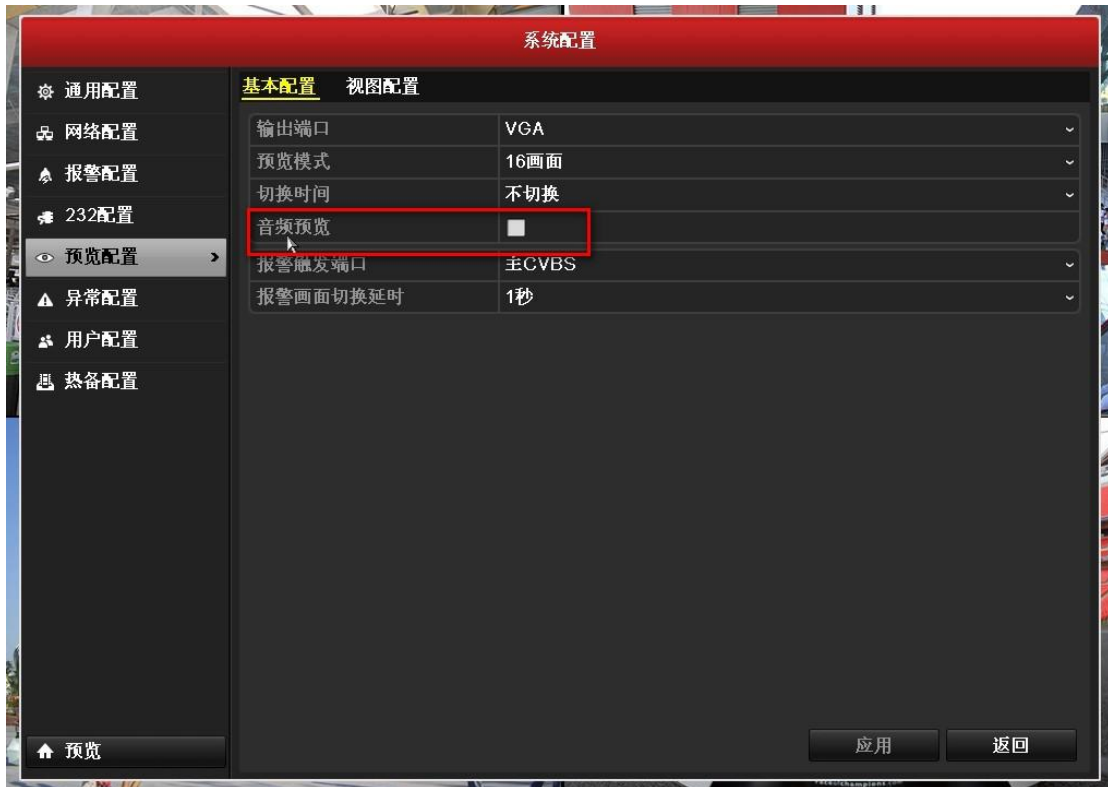 系统配置
通用配置
网络配置
报警配置
232配置
预览配置
异常配置
用户配置
热备配置
预览
基本配置 视图配置
输出端口 VGA
预览模式 16画面
切换时间 不切换
音频预览
报警触发端口 主CVBS
报警画面切换延时 1秒
应用 返回